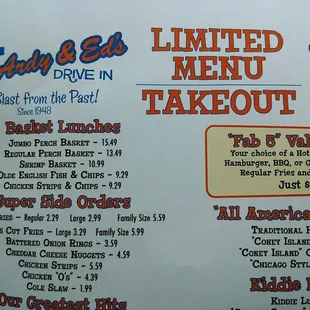 Ardy & Ed's
DRIVE IN
Blast from the Past!
Since 1948
LIMITED
MENU
TAKEOUT
Basket Lunches
Jumbo Perch Basket - 15.49
Regular Perch Basket - 13.49
Shrimp Basket - 10.99
Olde English Fish & Chips - 9.29
Chicken Strips & Chips - 9.29
Super Side Orders
Fries - Regular 2.29 Large 2.99 Family Size 5.59
Cut Fries - Large 3.29 Family Size 5.59
Battered Onion Rings - 3.59
Cheddar Cheese Nuggets - 4.59
Chicken Strips - 5.59
Chicken "O's" - 4.39
Cole Slaw - 1.99
Our Greatest Hits
"Fab 5" Val
Your choice of a Hot
Hamburger, BBQ, or G
Regular Fries and
Just $
"All America
Traditional H
"Coney Island
"Coney Island" C
"Chicago Styl
Kiddie
Kiddie Lu